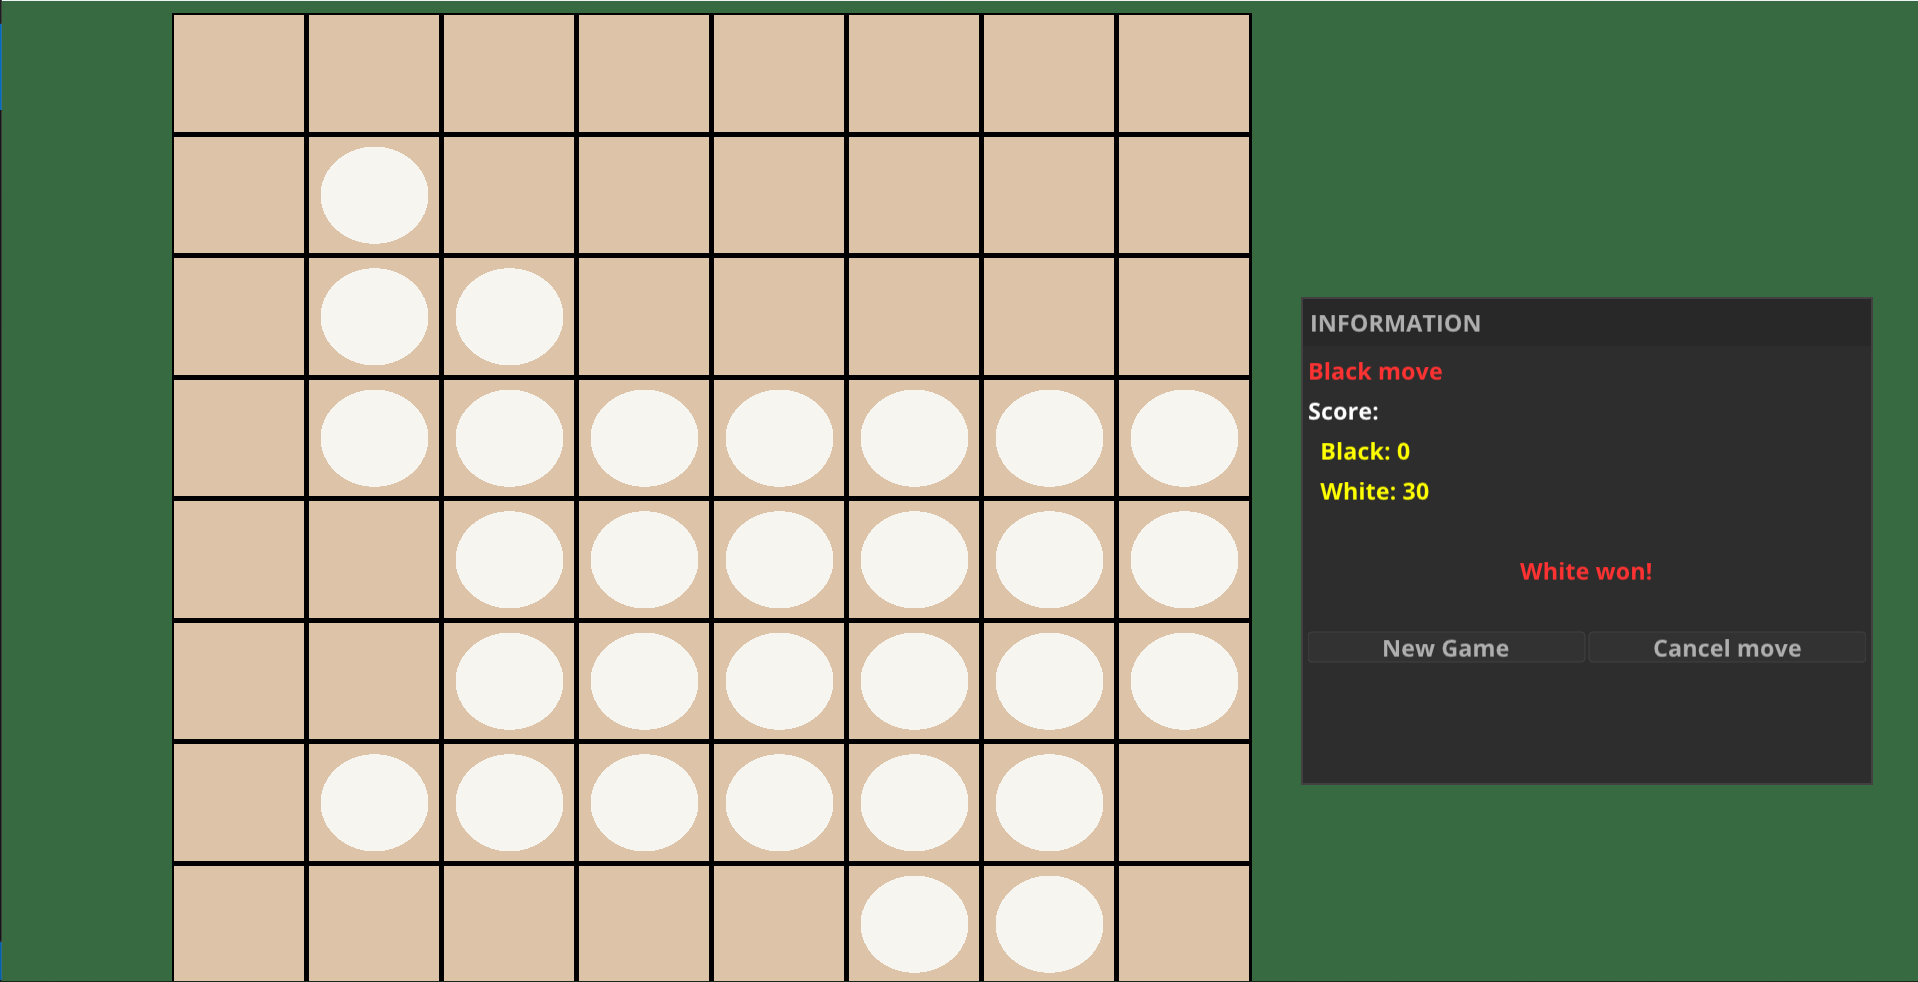 INFORMATION
Black move
Score:
Black: 0
White: 30
White won!
New Game
Cancel move